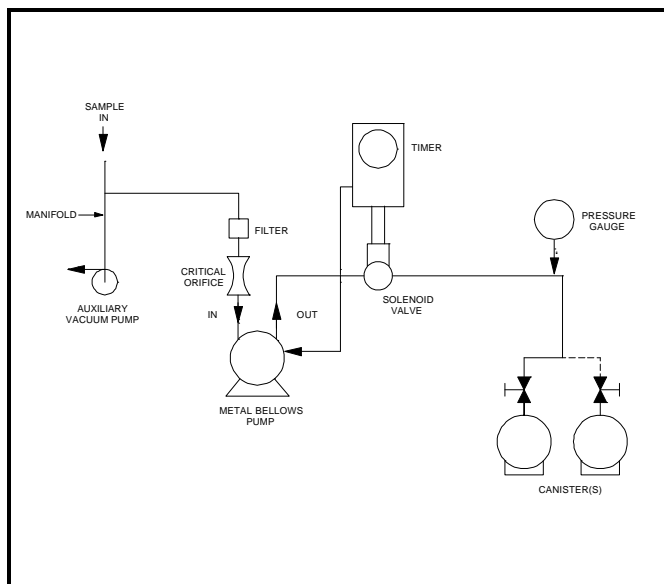 SAMPLE
IN
MANIFOLD
AUXILIARY
VACUUM PUMP
FILTER
CRITICAL
ORIFICE
IN
OUT
METAL BELLOWS
PUMP
TIMER
SOLENOID
VALVE
PRESSURE
GAUGE
CANISTER(S)